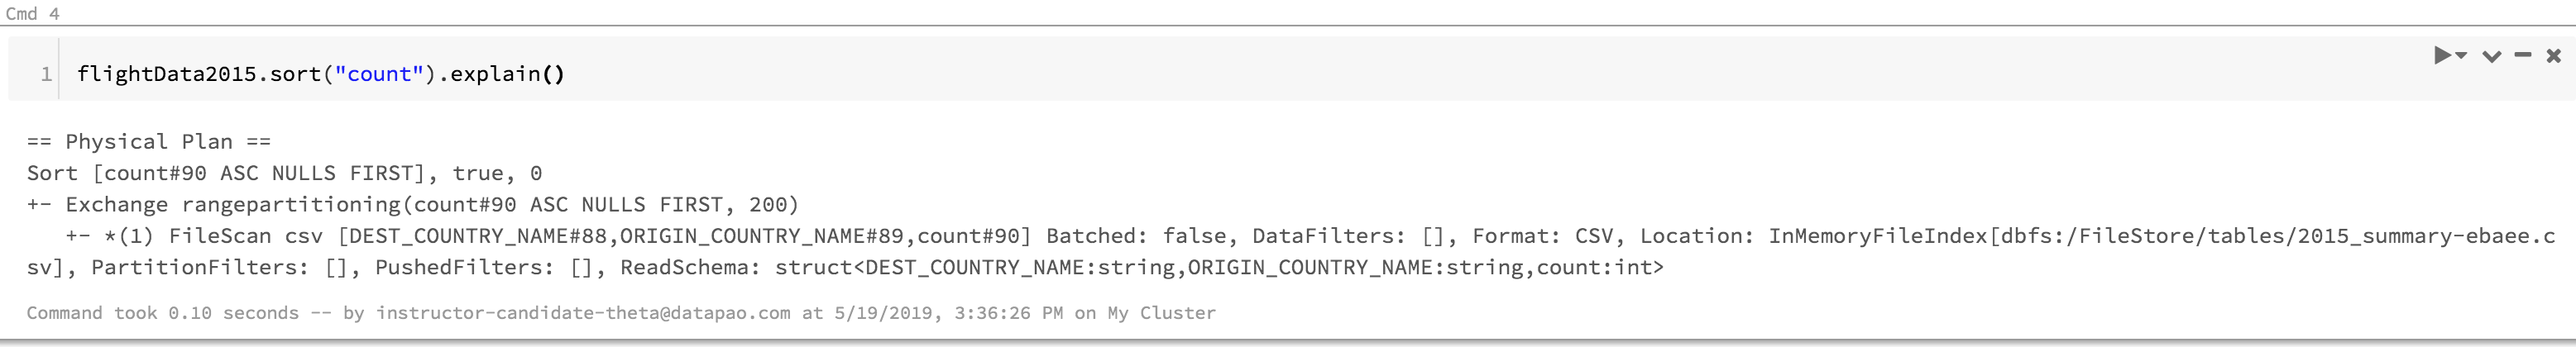 Cmd 4
1 flightData2015.sort("count").explain()
== Physical Plan ==
Sort [count#90 ASC NULLS FIRST], true, 0
+- Exchange rangepartitioning(count#90 ASC NULLS FIRST, 200)
   +- *(1) FileScan csv [DEST_COUNTRY_NAME#88,ORIGIN_COUNTRY_NAME#89,count#90] Batched: false, DataFilters: [], Format: CSV, Location: InMemoryFileIndex[dbfs:/FileStore/tables/2015_summary-ebaee.c
sv], PartitionFilters: [], PushedFilters: [], ReadSchema: struct<DEST_COUNTRY_NAME:string,ORIGIN_COUNTRY_NAME:string,count:int>
Command took 0.10 seconds -- by instructor-candidate-theta@datapao.com at 5/19/2019, 3:36:26 PM on My Cluster